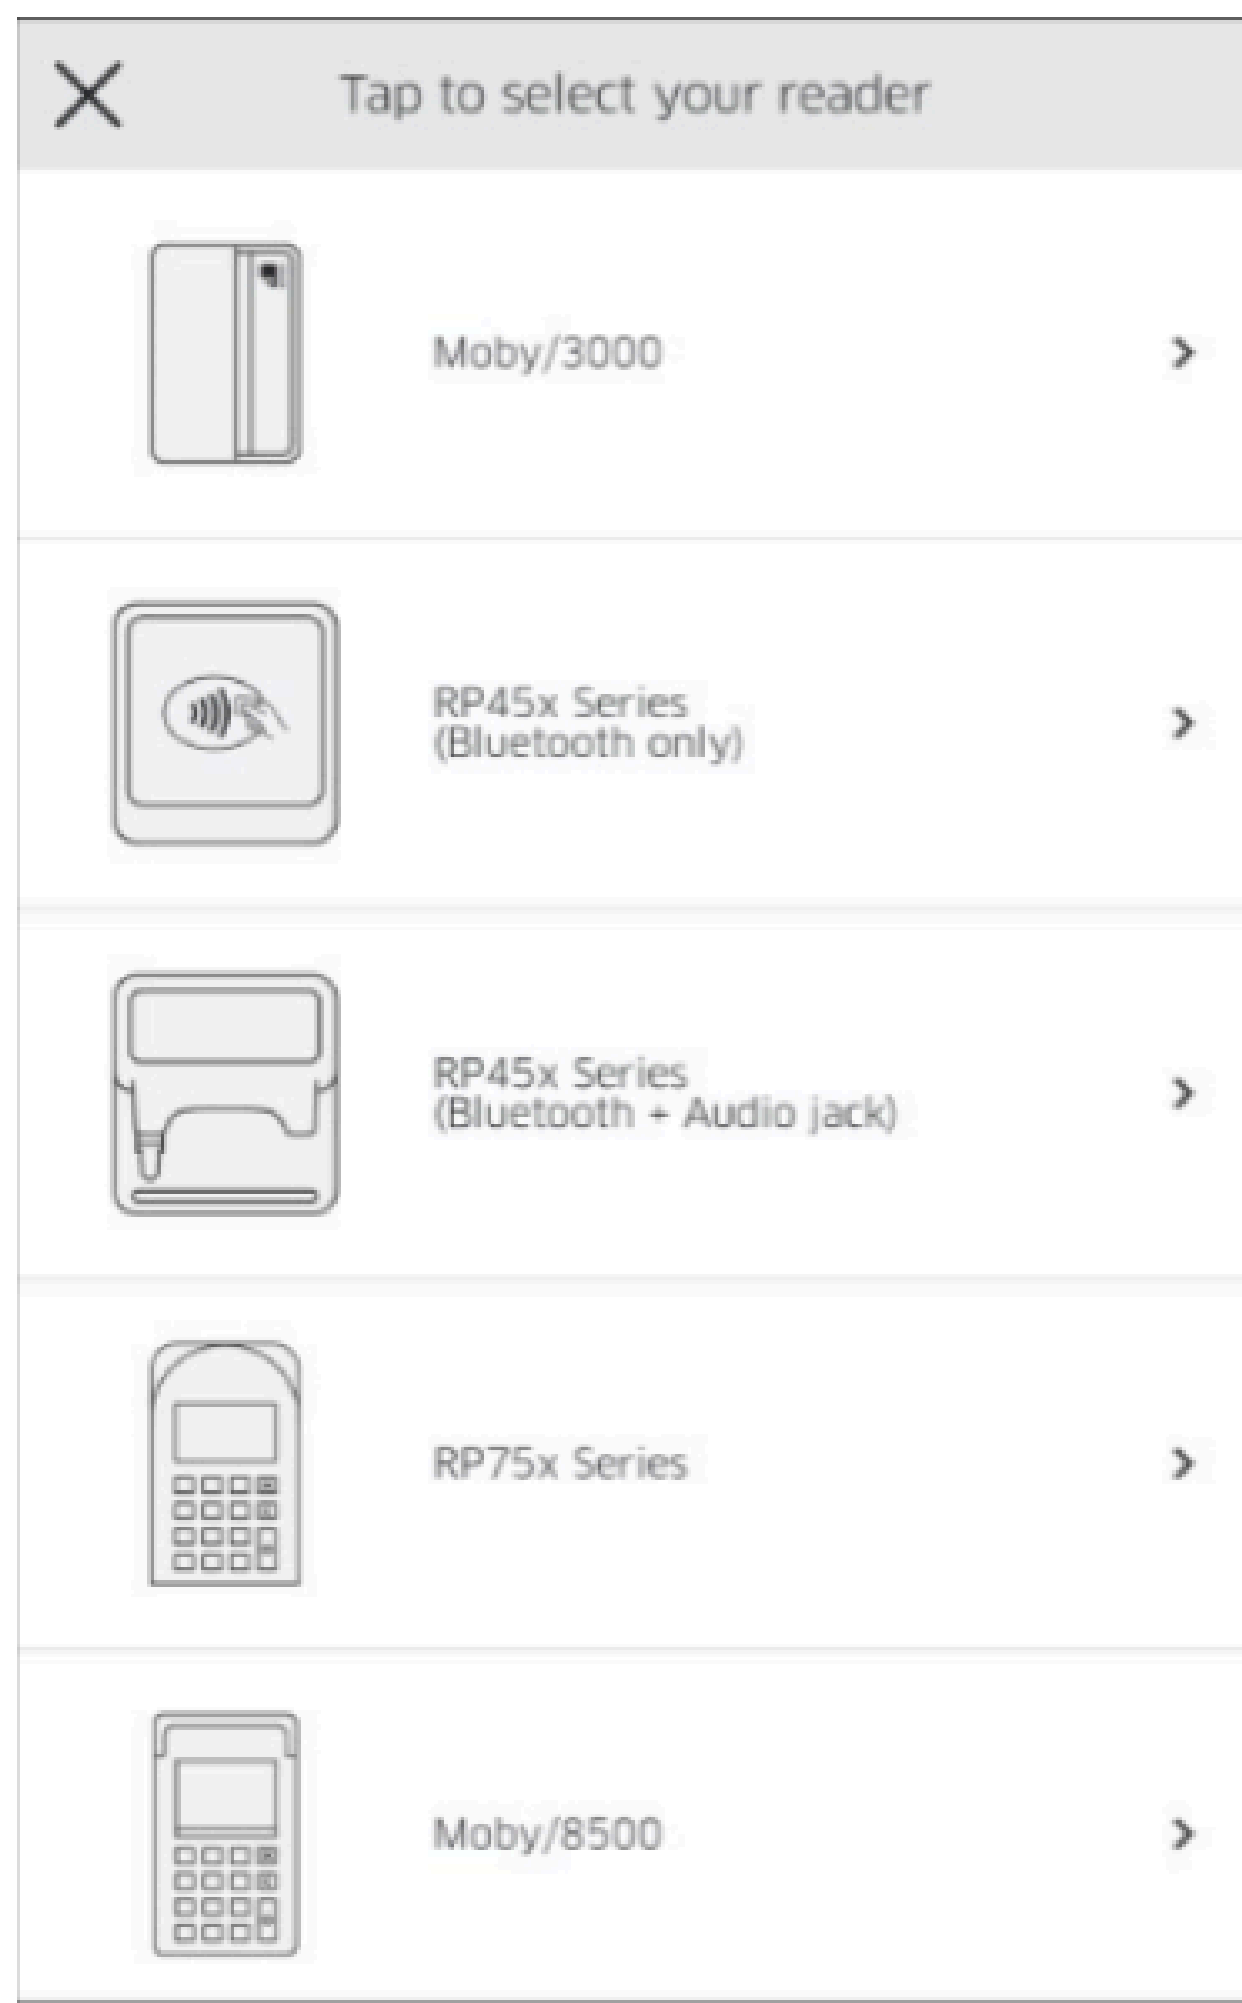 Tap to select your reader
Moby/3000
RP45x Series
(Bluetooth only)
RP45x Series
(Bluetooth + Audio jack)
RP75x Series
Moby/8500